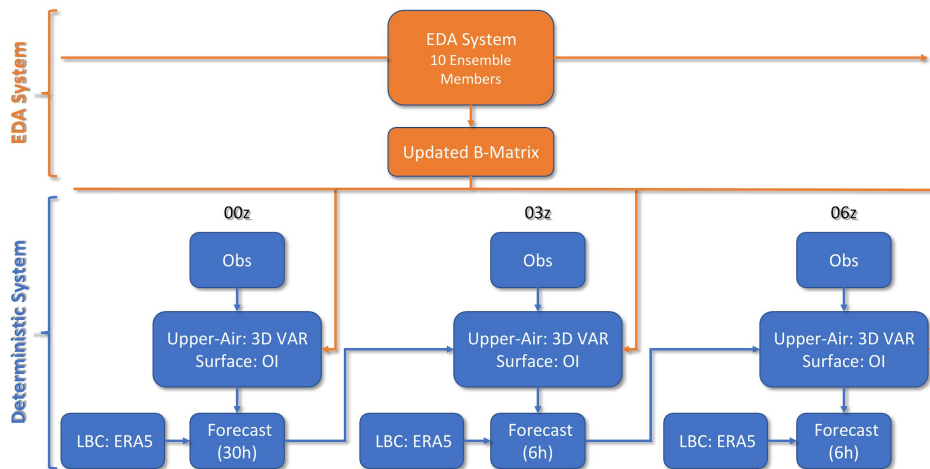 EDA System
EDA System
10 Ensemble
Members
Updated B-Matrix
Deterministic System
00z
03z
06z
Obs
Obs
Obs
Upper-Air: 3D VAR
Surface: OI
Upper-Air: 3D VAR
Surface: OI
Upper-Air: 3D VAR
Surface: OI
LBC: ERA5
Forecast
(30h)
LBC: ERA5
Forecast
(6h)
LBC: ERA5
Forecast
(6h)